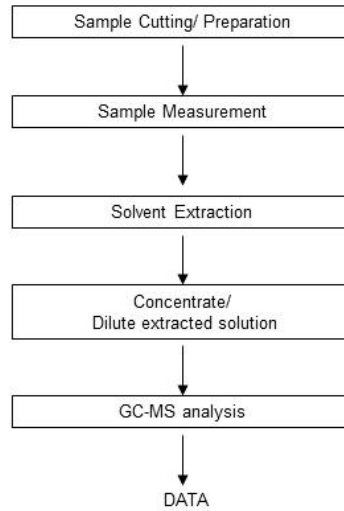 Sample Cutting/ Preparation
Sample Measurement
Solvent Extraction
Concentrate/
Dilute extracted solution
GC-MS analysis
DATA